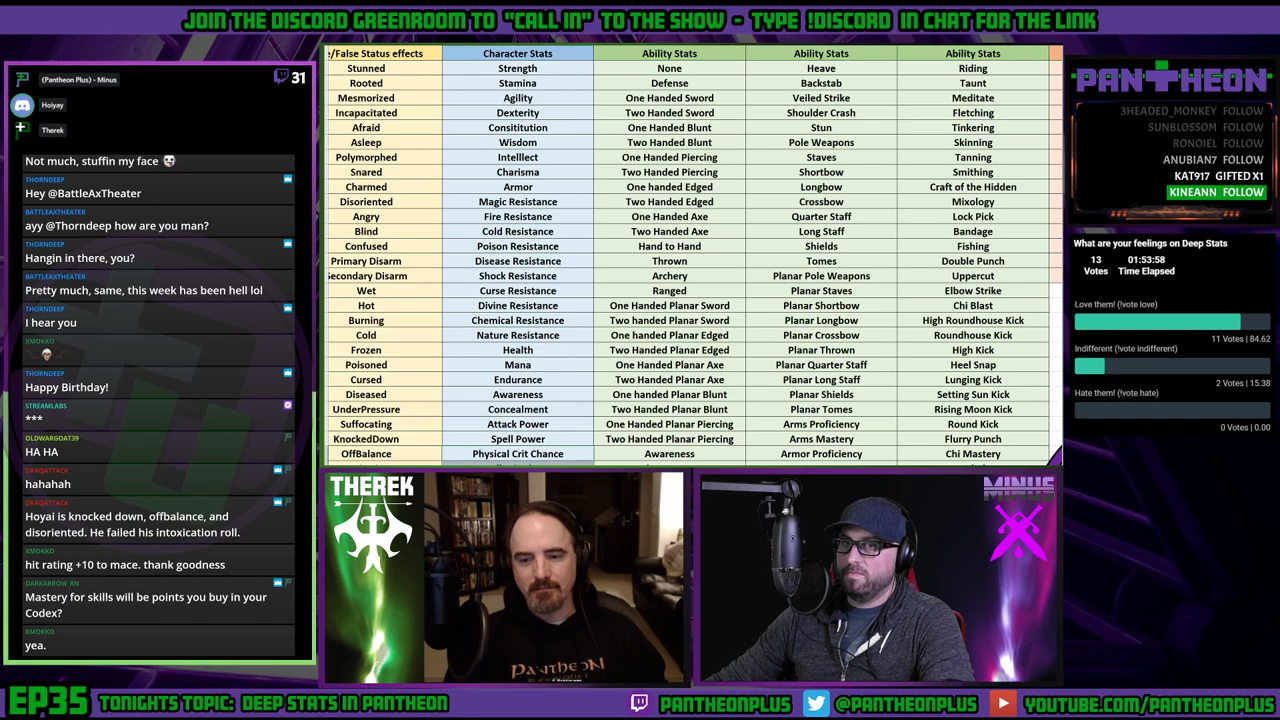 JOIN THE DISCORD GREENROOM TO "CALL IN" TO THE SHOW - TYPE !DISCORD IN CHAT FOR THE LINK
(Pantheon Plus) - Minus
31
Hoiyay
Therek
Not much, stuffin my face
THORNDEEP
Hey @BattleAxTheater
BATTLEAXTHEATER
ayy @Thorndeep how are you man?
THORNDEEP
Hangin in there, you?
BATTLEAXTHEATER
Pretty much, same, this week has been hell lol
THORNDEEP
I hear you
XMOKKO
THORNDEEP
Happy Birthday!
STREAMLABS
***
OLDWARGOAT39
HA HA
DRAQATTACK
hahahah
DRAQATTACK
Hoyai is knocked down, offbalance, and
disoriented. He failed his intoxication roll.
XMOKKO
hit rating +10 to mace. thank goodness
DARKARROW_RN
Mastery for skills will be points you buy in your
Codex?
XMOKKO
yea.
/False Status effects Character Stats Ability Stats Ability Stats Ability Stats
Stunned Strength None Heave Riding
Rooted Stamina Defense Backstab Taunt
Mesmorized Agility One Handed Sword Veiled Strike Meditate
Incapacitated Dexterity Two Handed Sword Shoulder Crash Fletching
Afraid Consititution One Handed Blunt Stun Tinkering
Asleep Wisdom Two Handed Blunt Pole Weapons Skinning
Polymorphed Intelllect One Handed Piercing Staves Tanning
Snared Charisma Two Handed Piercing Shortbow Smithing
Charmed Armor One handed Edged Longbow Craft of the Hidden
Disoriented Magic Resistance Two Handed Edged Crossbow Mixology
Angry Fire Resistance One Handed Axe Quarter Staff Lock Pick
Blind Cold Resistance Two Handed Axe Long Staff Bandage
Confused Poison Resistance Hand to Hand Shields Fishing
Primary Disarm Disease Resistance Thrown Tomes Double Punch
Secondary Disarm Shock Resistance Archery Planar Pole Weapons Uppercut
Wet Curse Resistance Ranged Planar Staves Elbow Strike
Hot Divine Resistance One Handed Planar Sword Planar Shortbow Chi Blast
Burning Chemical Resistance Two handed Planar Sword Planar Longbow High Roundhouse Kick
Cold Nature Resistance One handed Planar Edged Planar Crossbow Roundhouse Kick
Frozen Health Two Handed Planar Edged Planar Thrown High Kick
Poisoned Mana One Handed Planar Axe Planar Quarter Staff Heel Snap
Cursed Endurance Two Handed Planar Axe Planar Long Staff Lunging Kick
Diseased Awareness One handed Planar Blunt Planar Shields Setting Sun Kick
UnderPressure Concealment Two Handed Planar Blunt Planar Tomes Rising Moon Kick
Suffocating Attack Power One Handed Planar Piercing Arms Proficiency Round Kick
KnockedDown Spell Power Two Handed Planar Piercing Arms Mastery Flurry Punch
OffBalance Physical Crit Chance Awareness Armor Proficiency Chi Mastery
THEREK
PANTHEON
MINUS
PANTHEON
3HEADED_MONKEY FOLLOW
SUNBLOSSOM FOLLOW
RONOIEL FOLLOW
ANUBIAN7 FOLLOW
KAT917 GIFTED X1
KINEANN FOLLOW
What are your feelings on Deep Stats
13 01:53:58
Votes Time Elapsed
Love them! (!vote love)
11 Votes | 84.62
Indifferent (!vote indifferent)
2 Votes | 15.38
Hate them! (!vote hate)
0 Votes | 0.00
EP35 TONIGHTS TOPIC: DEEP STATS IN PANTHEON PANTHEONPLUS @PANTHEONPLUS YOUTUBE.COM/PANTHEONPLUS